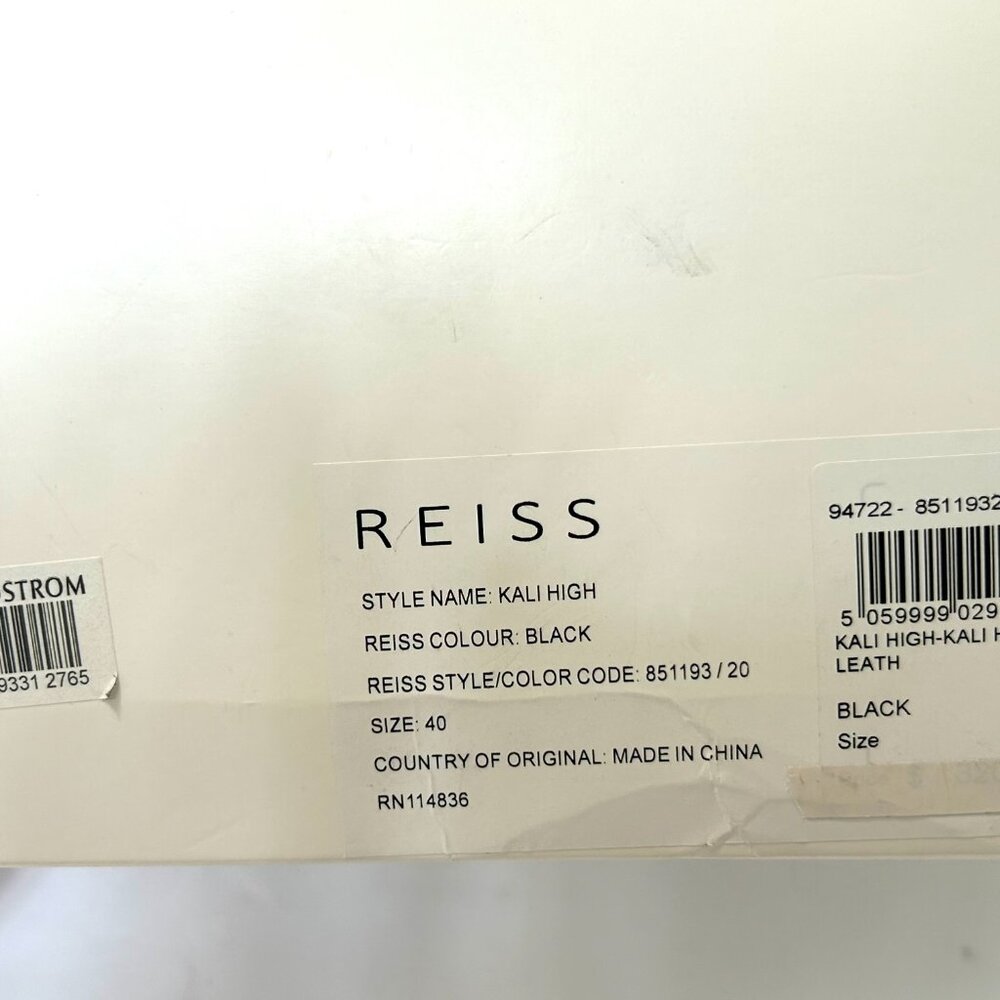 STROM
9331 2765
REISS
STYLE NAME: KALI HIGH
REISS COLOUR: BLACK
REISS STYLE/COLOR CODE: 851193 / 20
SIZE: 40
COUNTRY OF ORIGINAL: MADE IN CHINA
RN114836
94722 - 8511932
5 059999 029
KALI HIGH-KALI H
LEATH
BLACK
Size